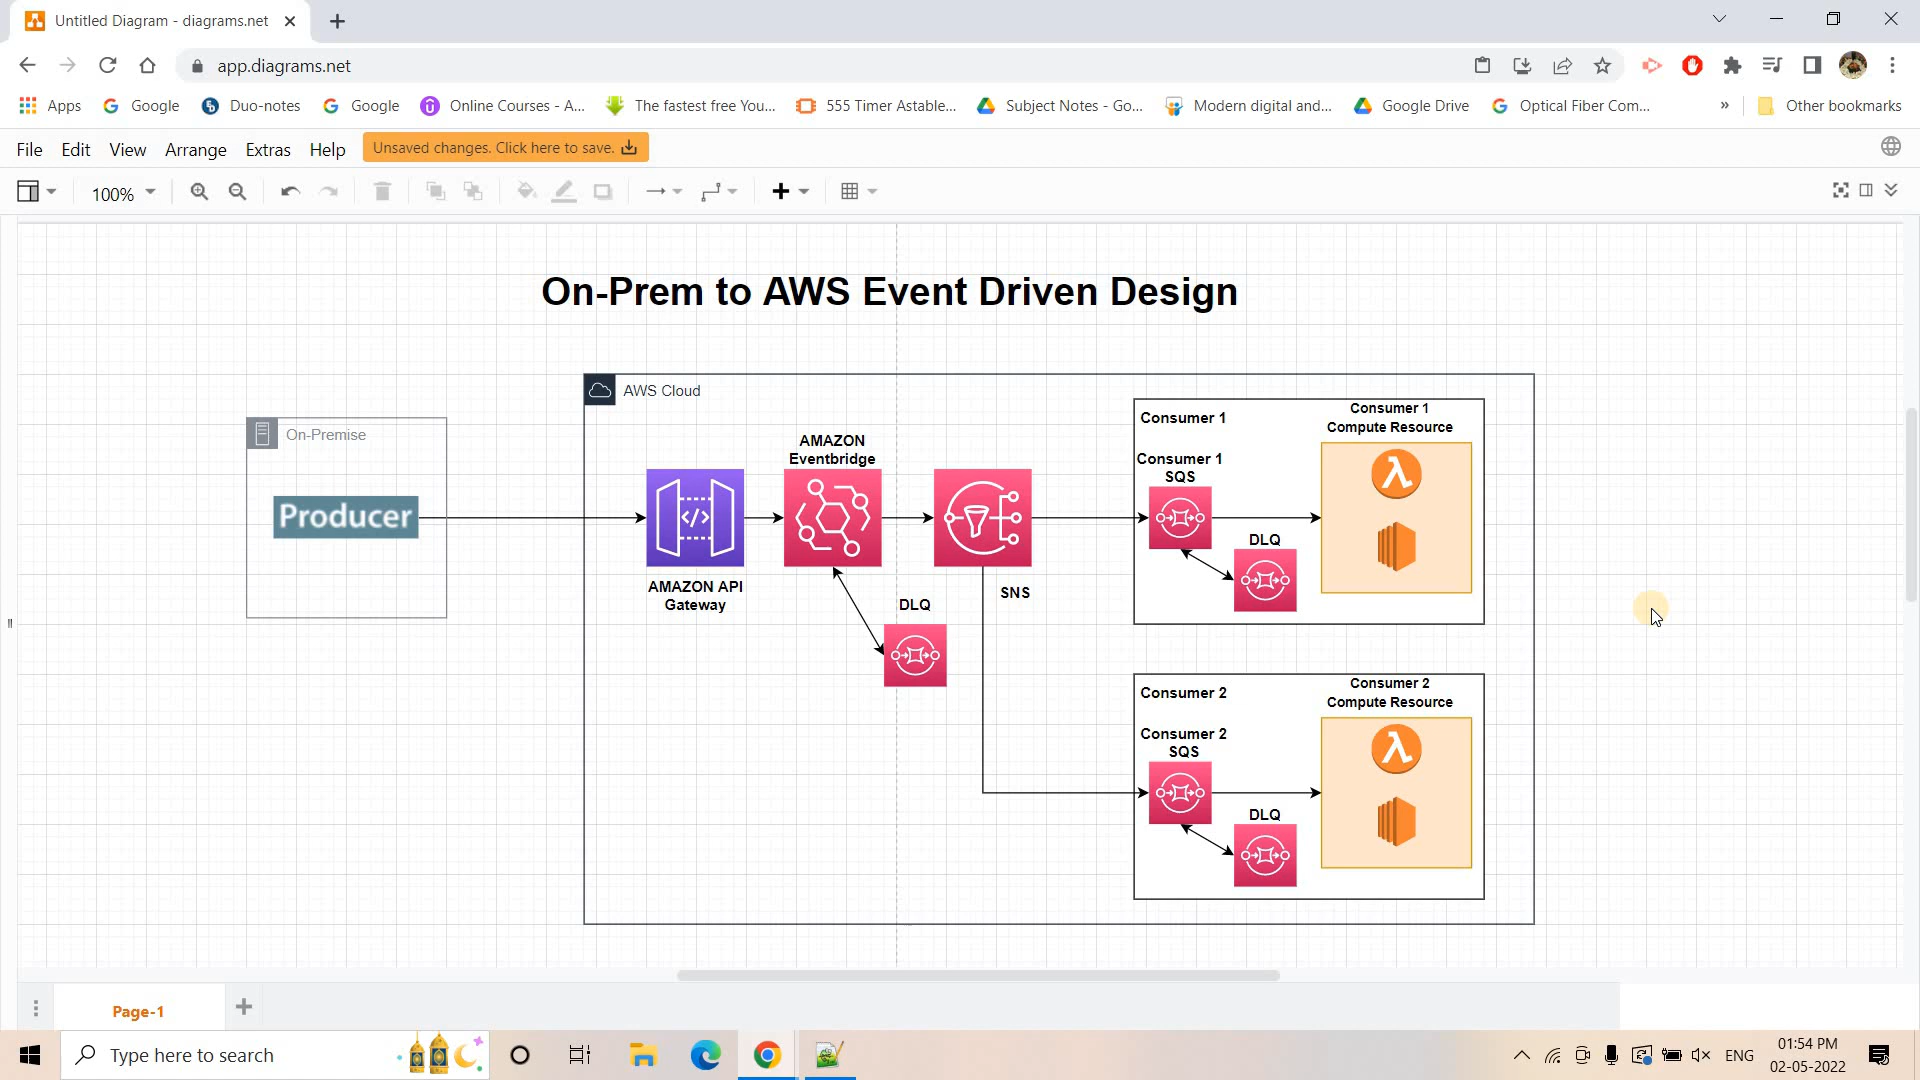 Untitled Diagram - diagrams.net
app.diagrams.net
Apps
Google
Duo-notes
Google
Online Courses - A...
The fastest free You...
555 Timer Astable...
Subject Notes - Go...
Modern digital and...
Google Drive
Optical Fiber Com...
»
Other bookmarks
File
Edit
View
Arrange
Extras
Help
Unsaved changes. Click here to save.
100%
On-Prem to AWS Event Driven Design
AWS Cloud
On-Premise
Producer
AMAZON API
Gateway
AMAZON
Eventbridge
DLQ
SNS
Consumer 1
Consumer 1
SQS
DLQ
Consumer 1
Compute Resource
Consumer 2
Consumer 2
SQS
DLQ
Consumer 2
Compute Resource
Page-1
Type here to search
ENG
01:54 PM
02-05-2022